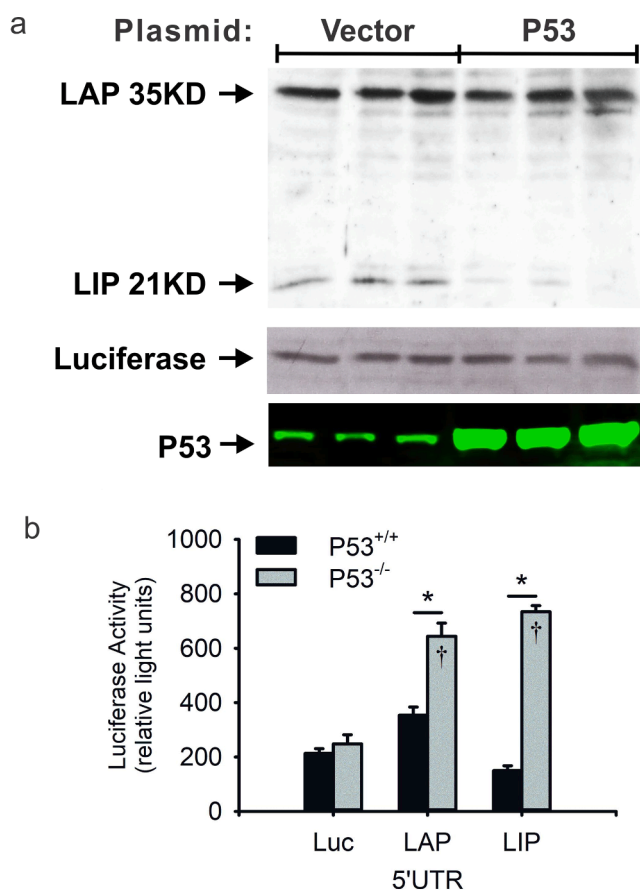 a
Plasmid: Vector P53
LAP 35KD →
LIP 21KD →
Luciferase →
P53 →
b
P53+/+
P53-/-
Luciferase Activity
(relative light units)
1000
800
600
400
200
0
* *
† †
Luc LAP LIP
5'UTR